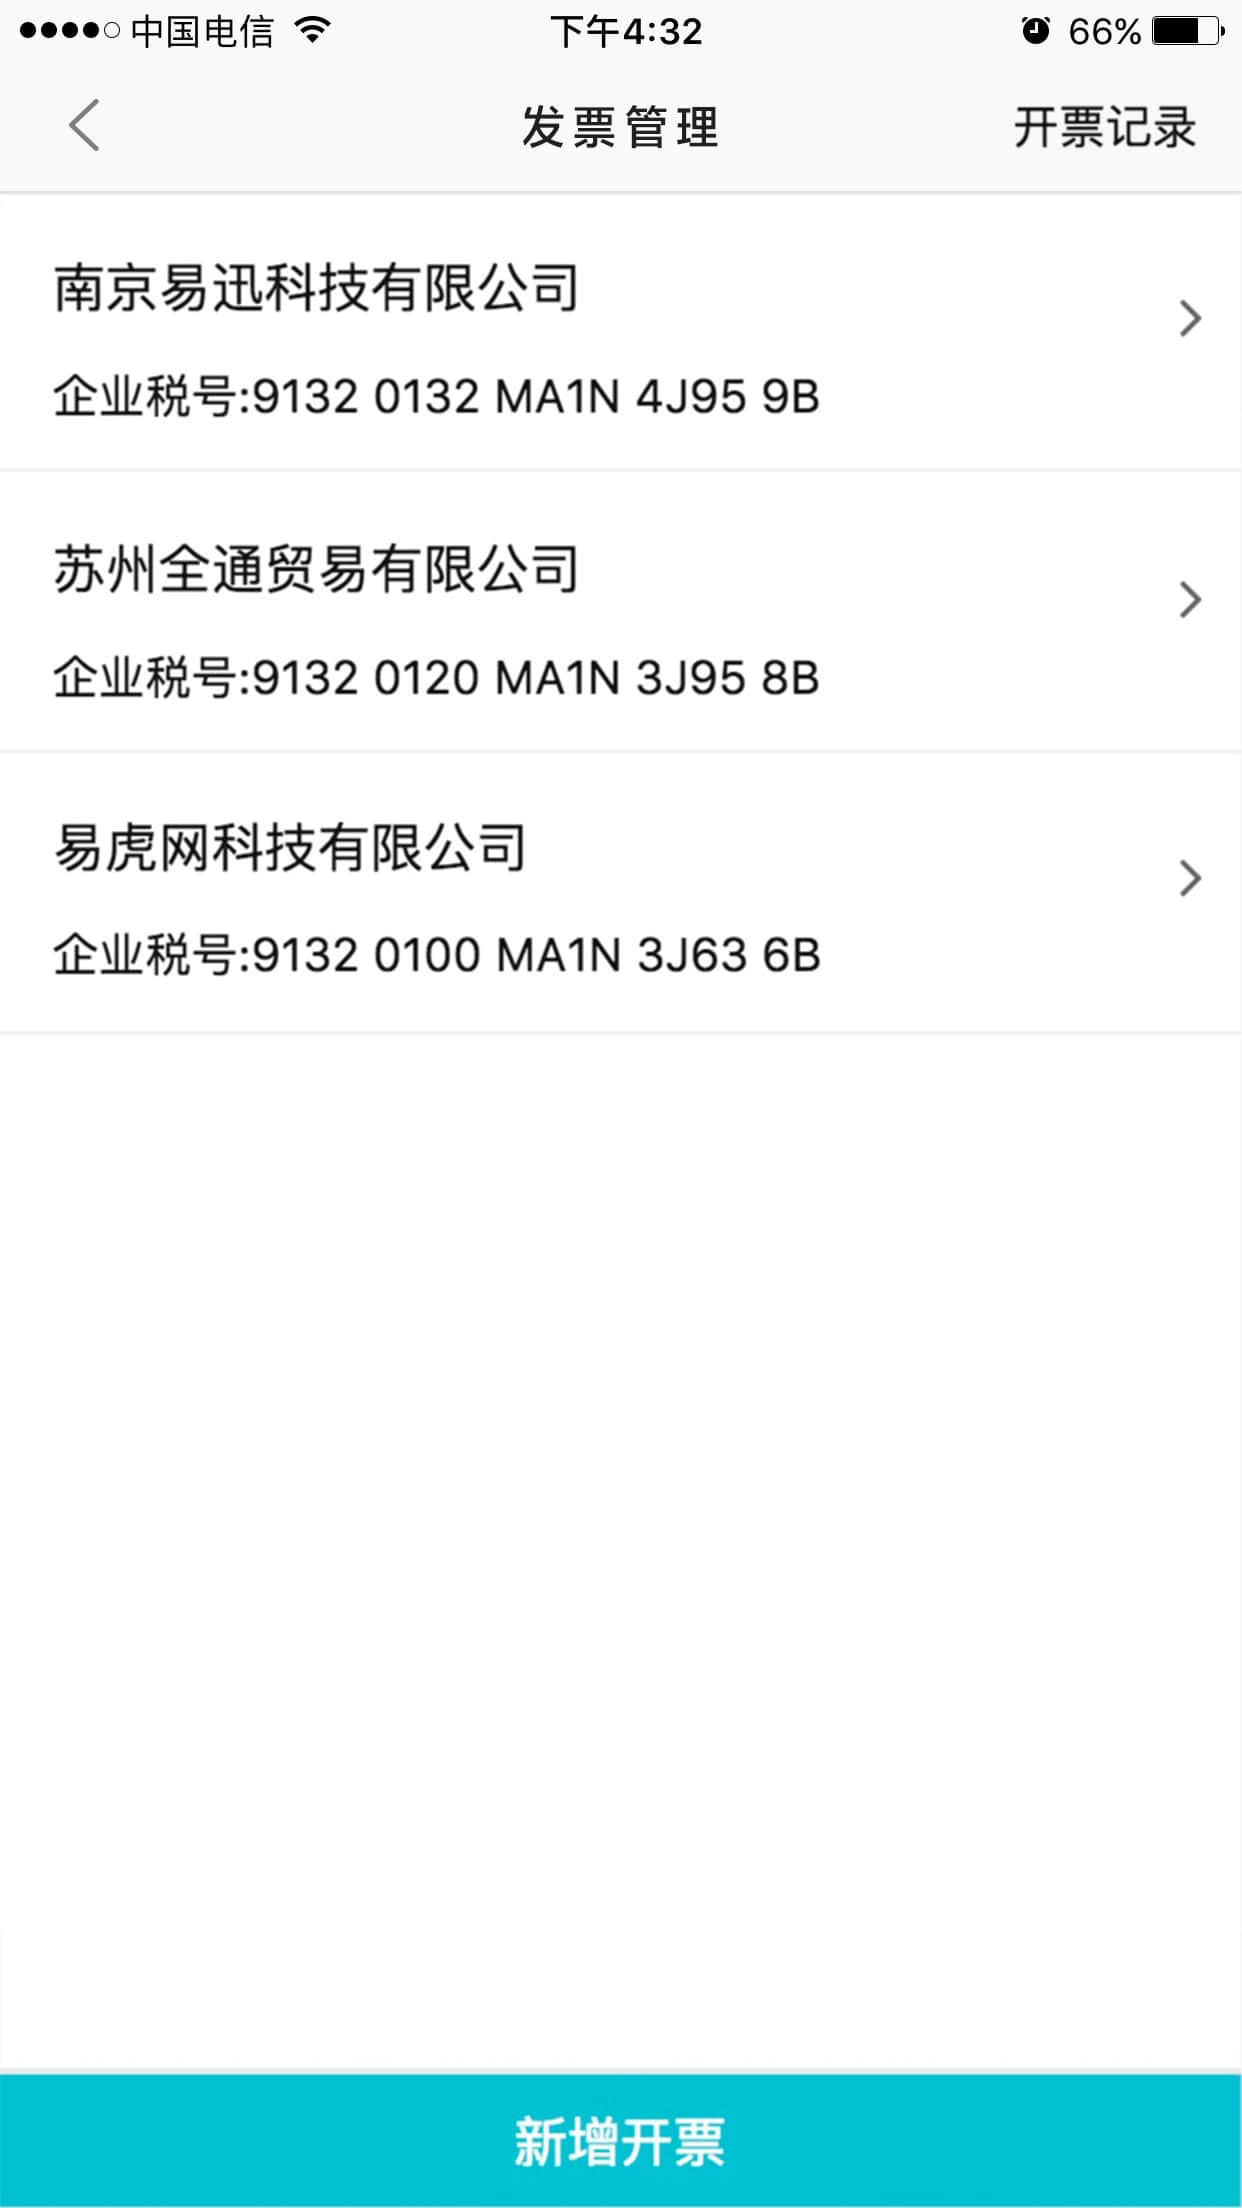 中国电信 下午4:32 66%
发票管理 开票记录
南京易迅科技有限公司
企业税号:9132 0132 MA1N 4J95 9B
苏州全通贸易有限公司
企业税号:9132 0120 MA1N 3J95 8B
易虎网科技有限公司
企业税号:9132 0100 MA1N 3J63 6B
新增开票